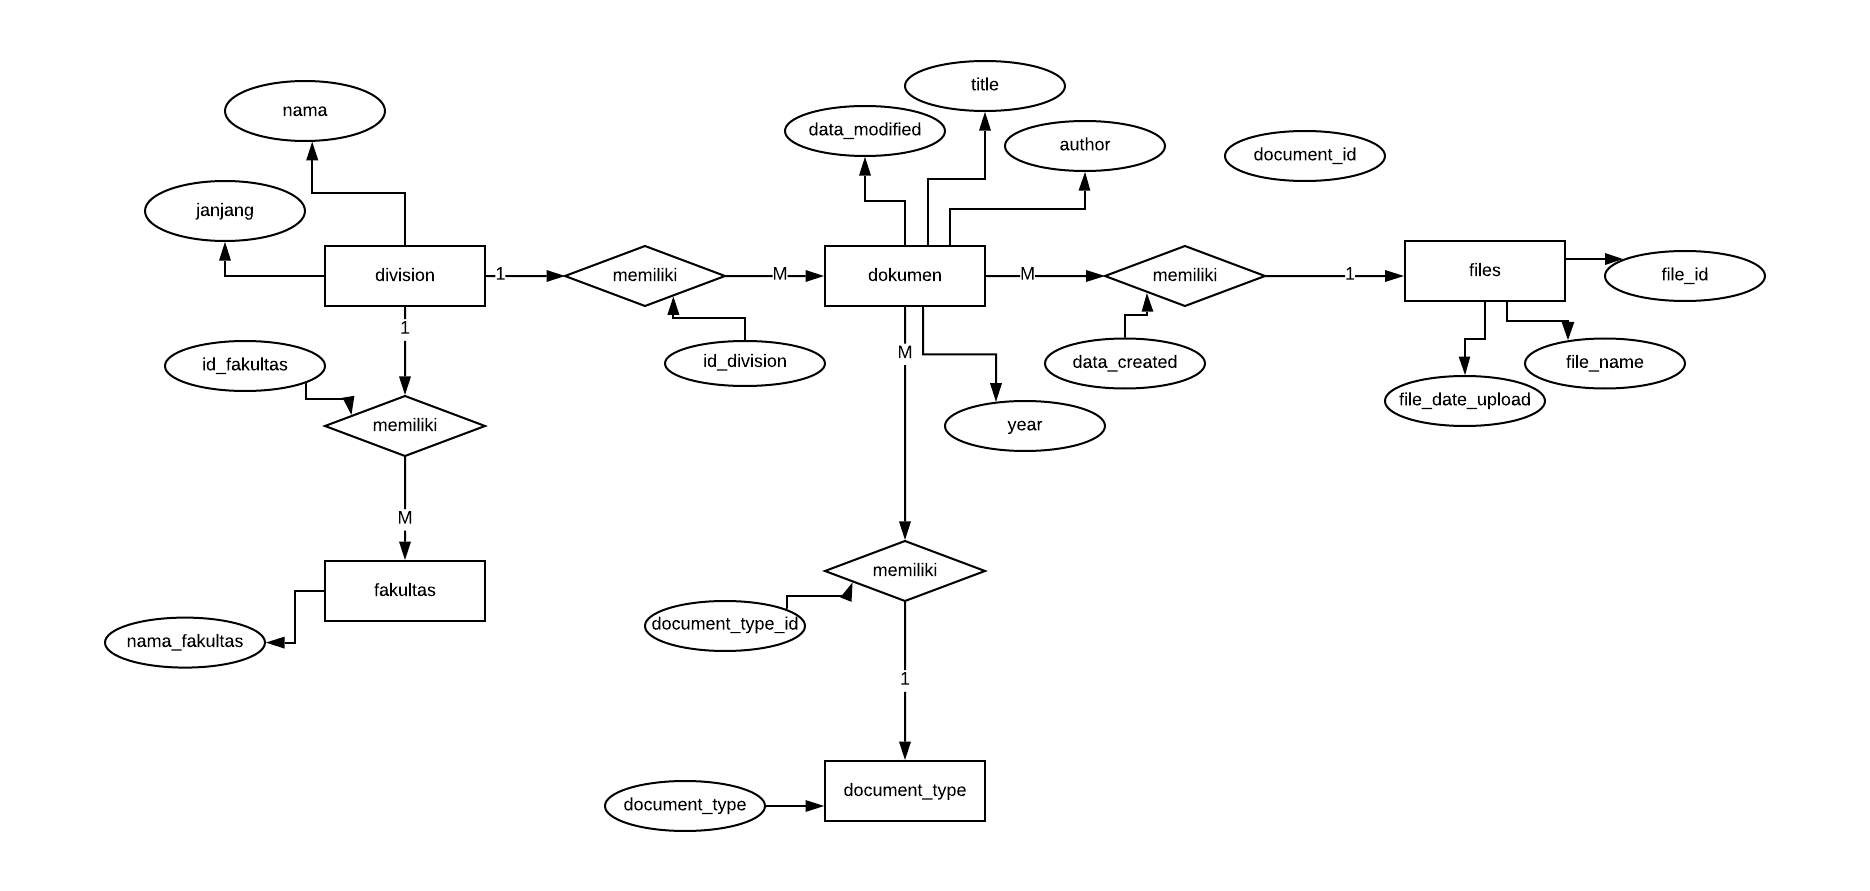 title
nama
data_modified
author
document_id
janjang
division
1
memiliki
M
dokumen
M
memiliki
1
files
file_id
1
id_fakultas
id_division
M
data_created
file_name
file_date_upload
memiliki
year
M
memiliki
fakultas
document_type_id
nama_fakultas
1
document_type
document_type